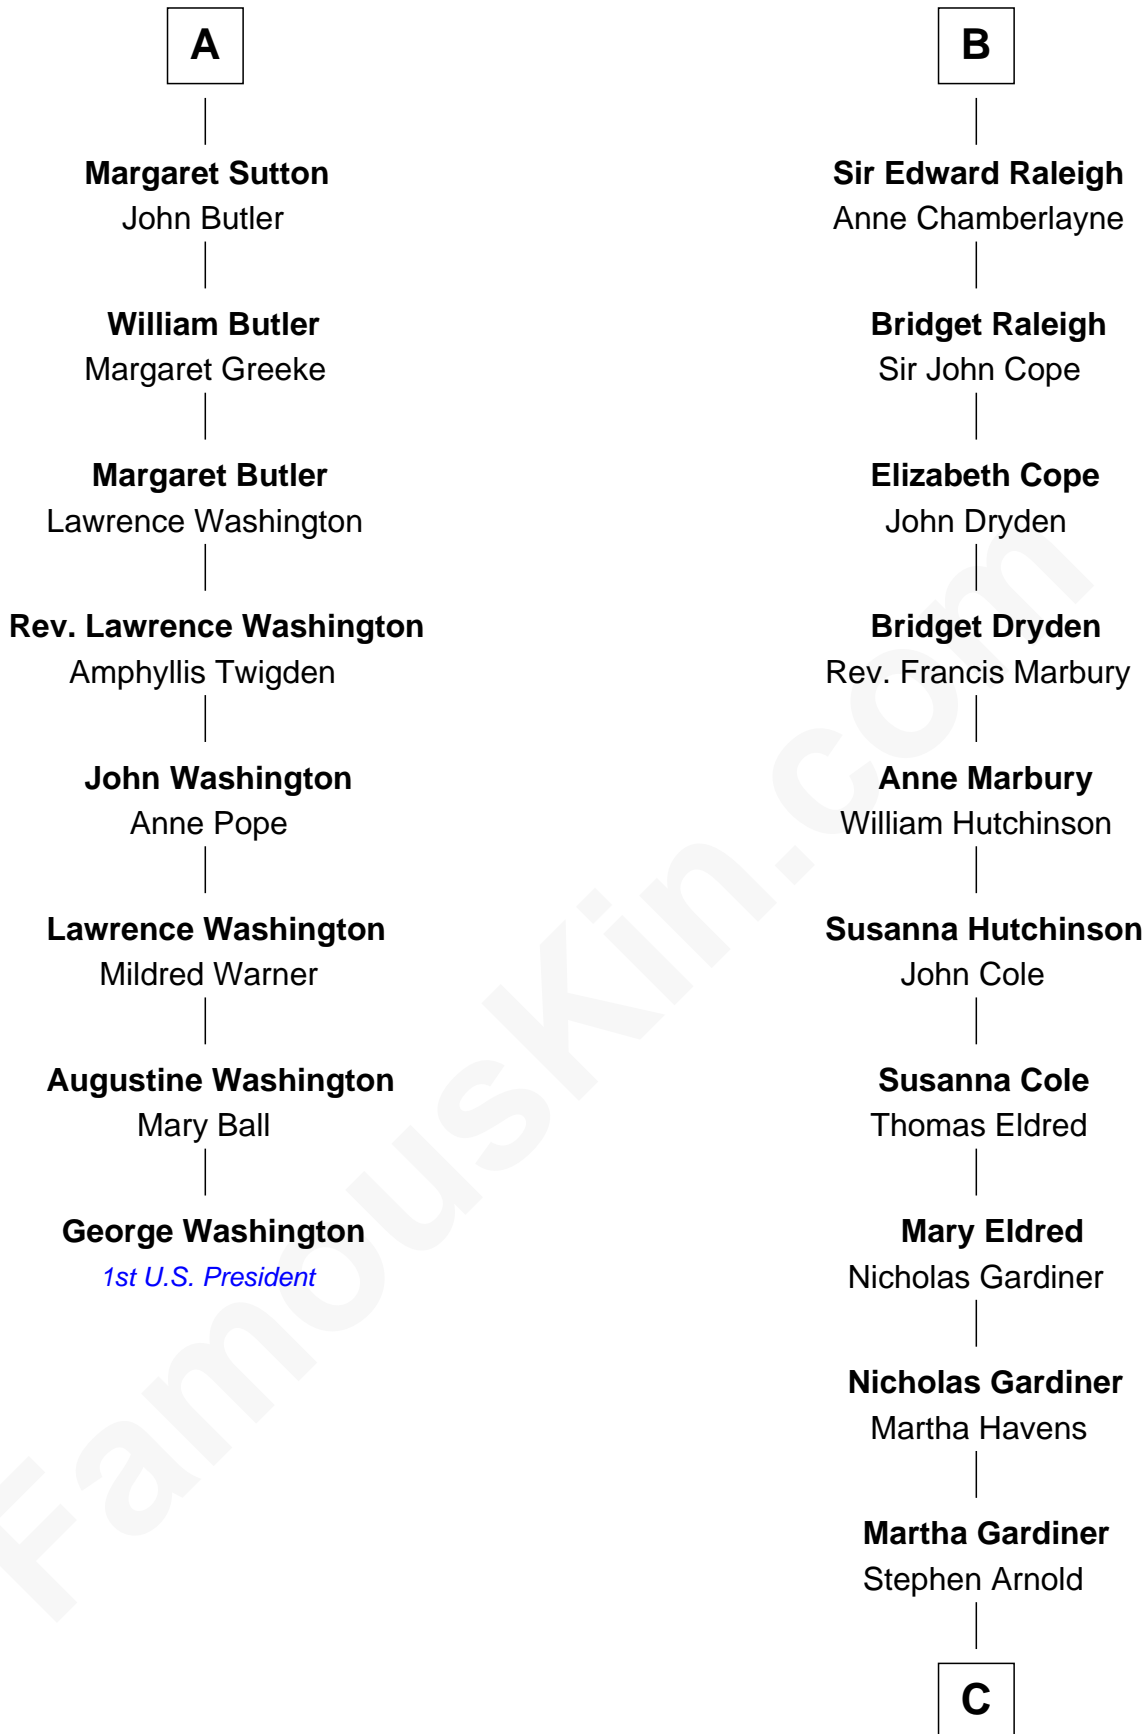 A
Margaret Sutton
John Butler
William Butler
Margaret Greeke
Margaret Butler
Lawrence Washington
Rev. Lawrence Washington
Amphyllis Twigden
John Washington
Anne Pope
Lawrence Washington
Mildred Warner
Augustine Washington
Mary Ball
George Washington
1st U.S. President
B
Sir Edward Raleigh
Anne Chamberlayne
Bridget Raleigh
Sir John Cope
Elizabeth Cope
John Dryden
Bridget Dryden
Rev. Francis Marbury
Anne Marbury
William Hutchinson
Susanna Hutchinson
John Cole
Susanna Cole
Thomas Eldred
Mary Eldred
Nicholas Gardiner
Nicholas Gardiner
Martha Havens
Martha Gardiner
Stephen Arnold
C
FamousKin.com